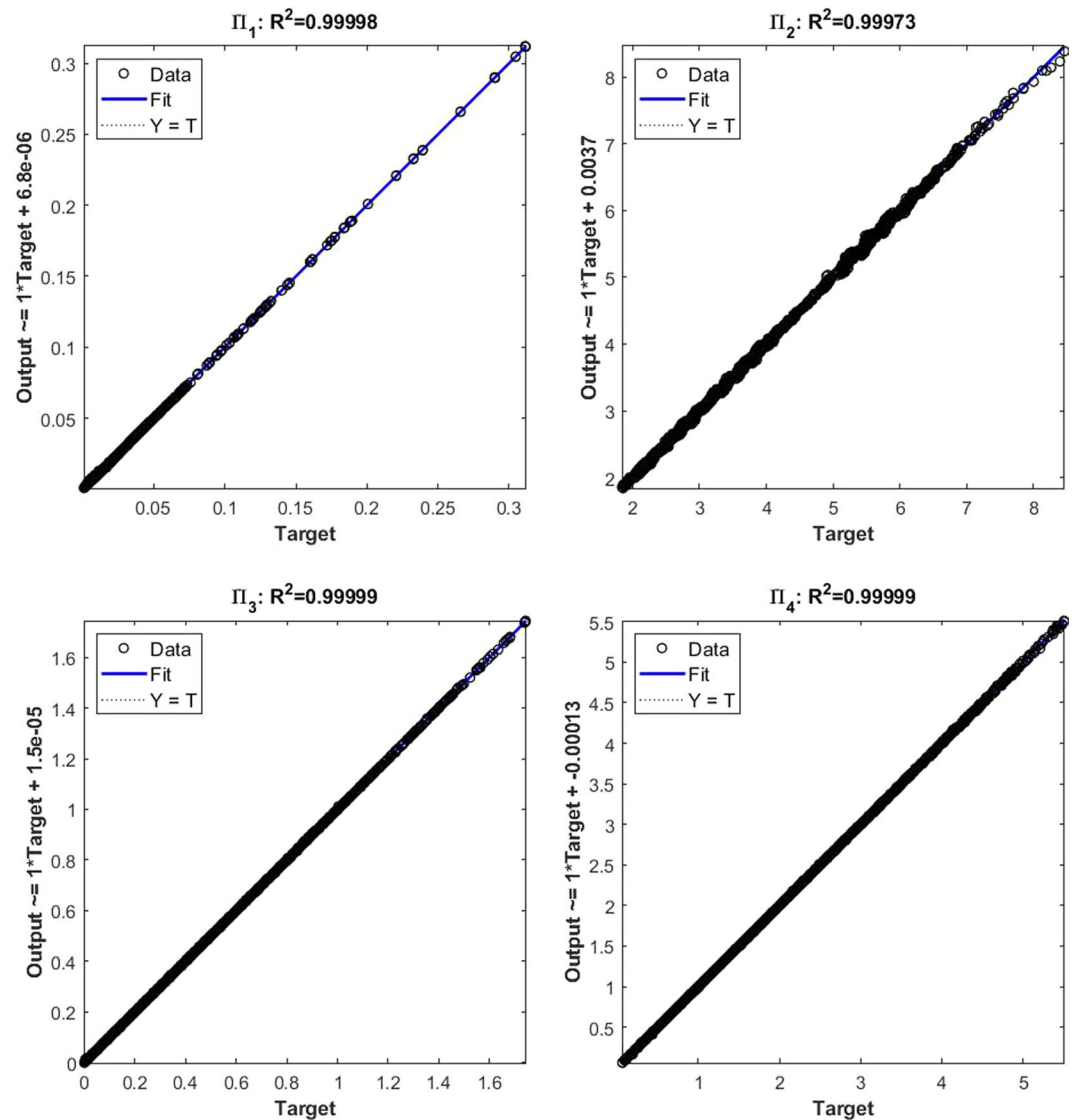 Π₁: R²=0.99998
Data
Fit
Y = T
Output ~= 1*Target + 6.8e-06
0.3
0.25
0.2
0.15
0.1
0.05
0.05 0.1 0.15 0.2 0.25 0.3
Target
Π₂: R²=0.99973
Data
Fit
Y = T
Output ~= 1*Target + 0.0037
8
7
6
5
4
3
2
2 3 4 5 6 7 8
Target
Π₃: R²=0.99999
Data
Fit
Y = T
Output ~= 1*Target + 1.5e-05
1.6
1.4
1.2
1
0.8
0.6
0.4
0.2
0
0 0.2 0.4 0.6 0.8 1 1.2 1.4 1.6
Target
Π₄: R²=0.99999
Data
Fit
Y = T
Output ~= 1*Target + -0.00013
5.5
5
4.5
4
3.5
3
2.5
2
1.5
1
0.5
1 2 3 4 5
Target